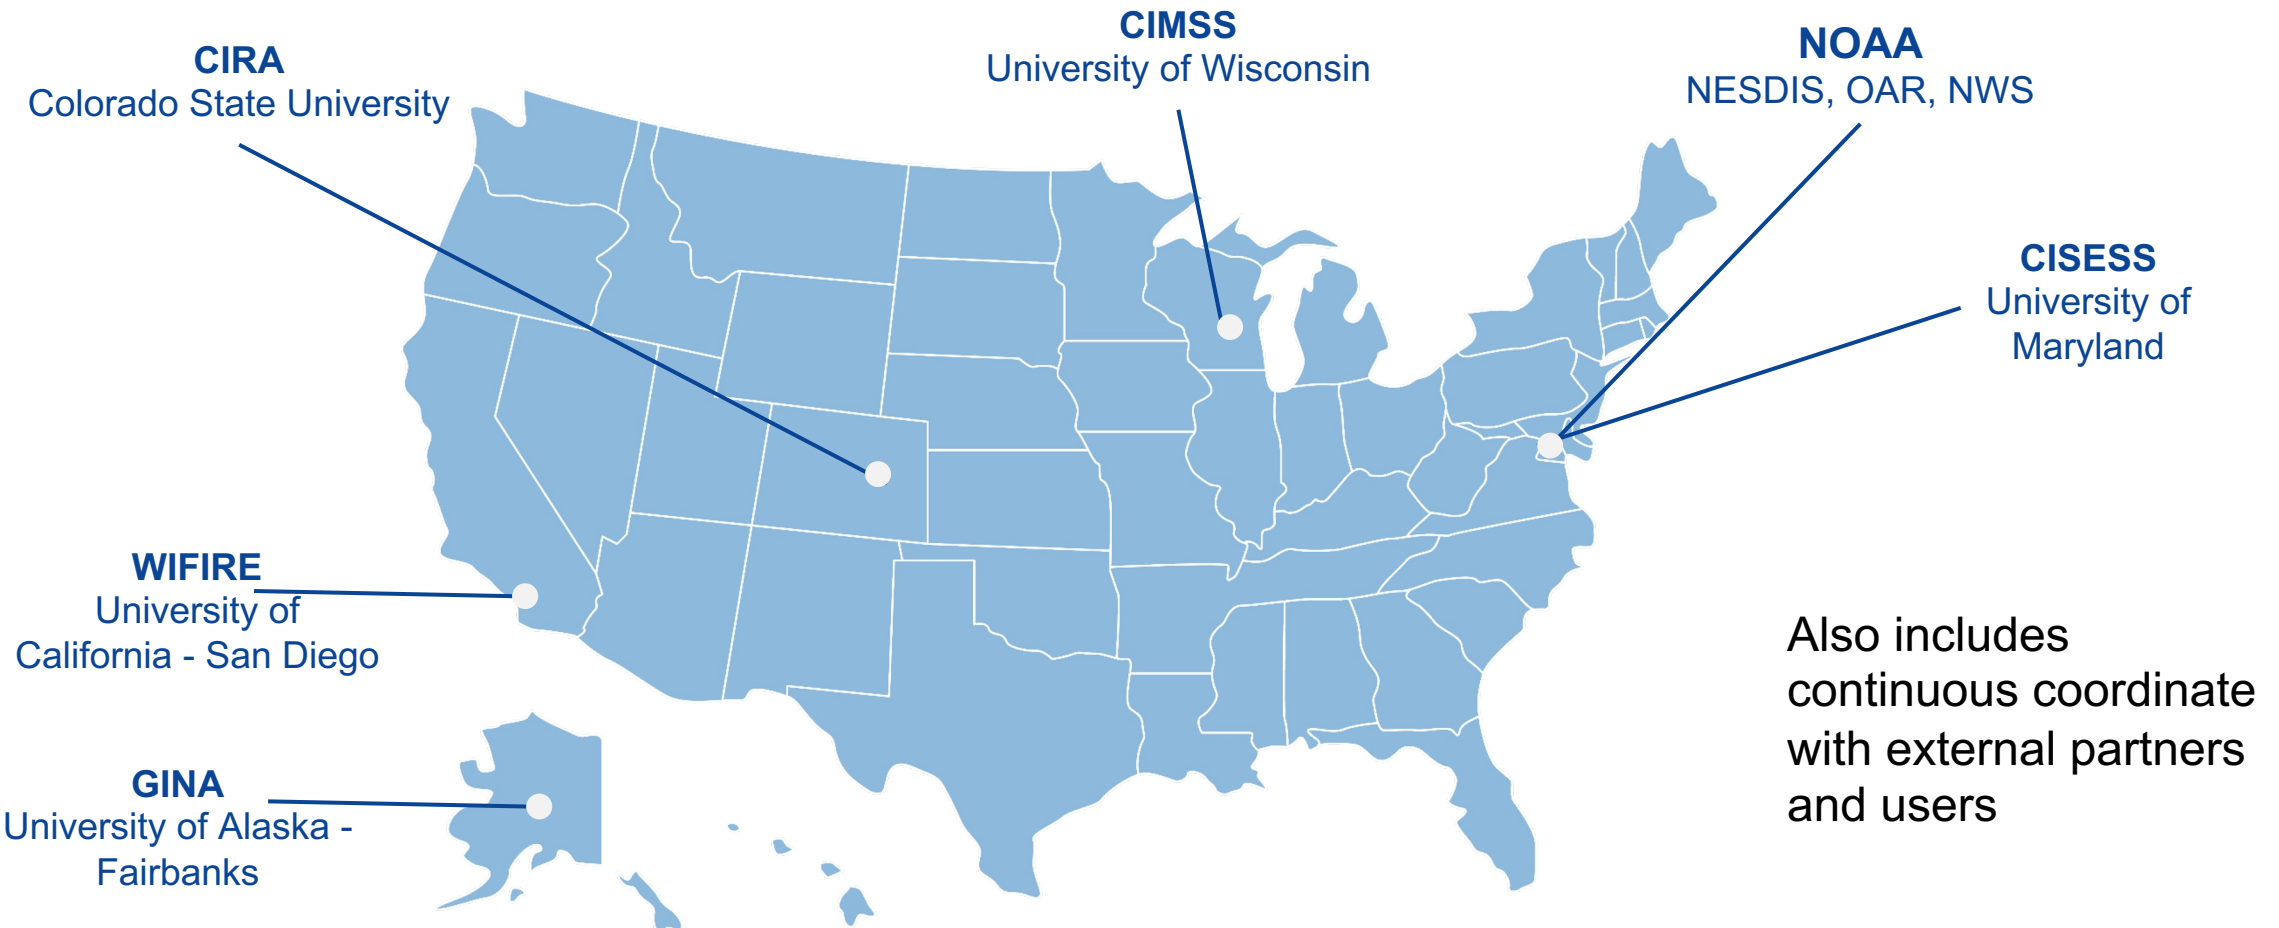 CIRA
Colorado State University
CIMSS
University of Wisconsin
NOAA
NESDIS, OAR, NWS
CISESS
University of
Maryland
WIFIRE
University of
California - San Diego
GINA
University of Alaska -
Fairbanks
Also includes
continuous coordinate
with external partners
and users